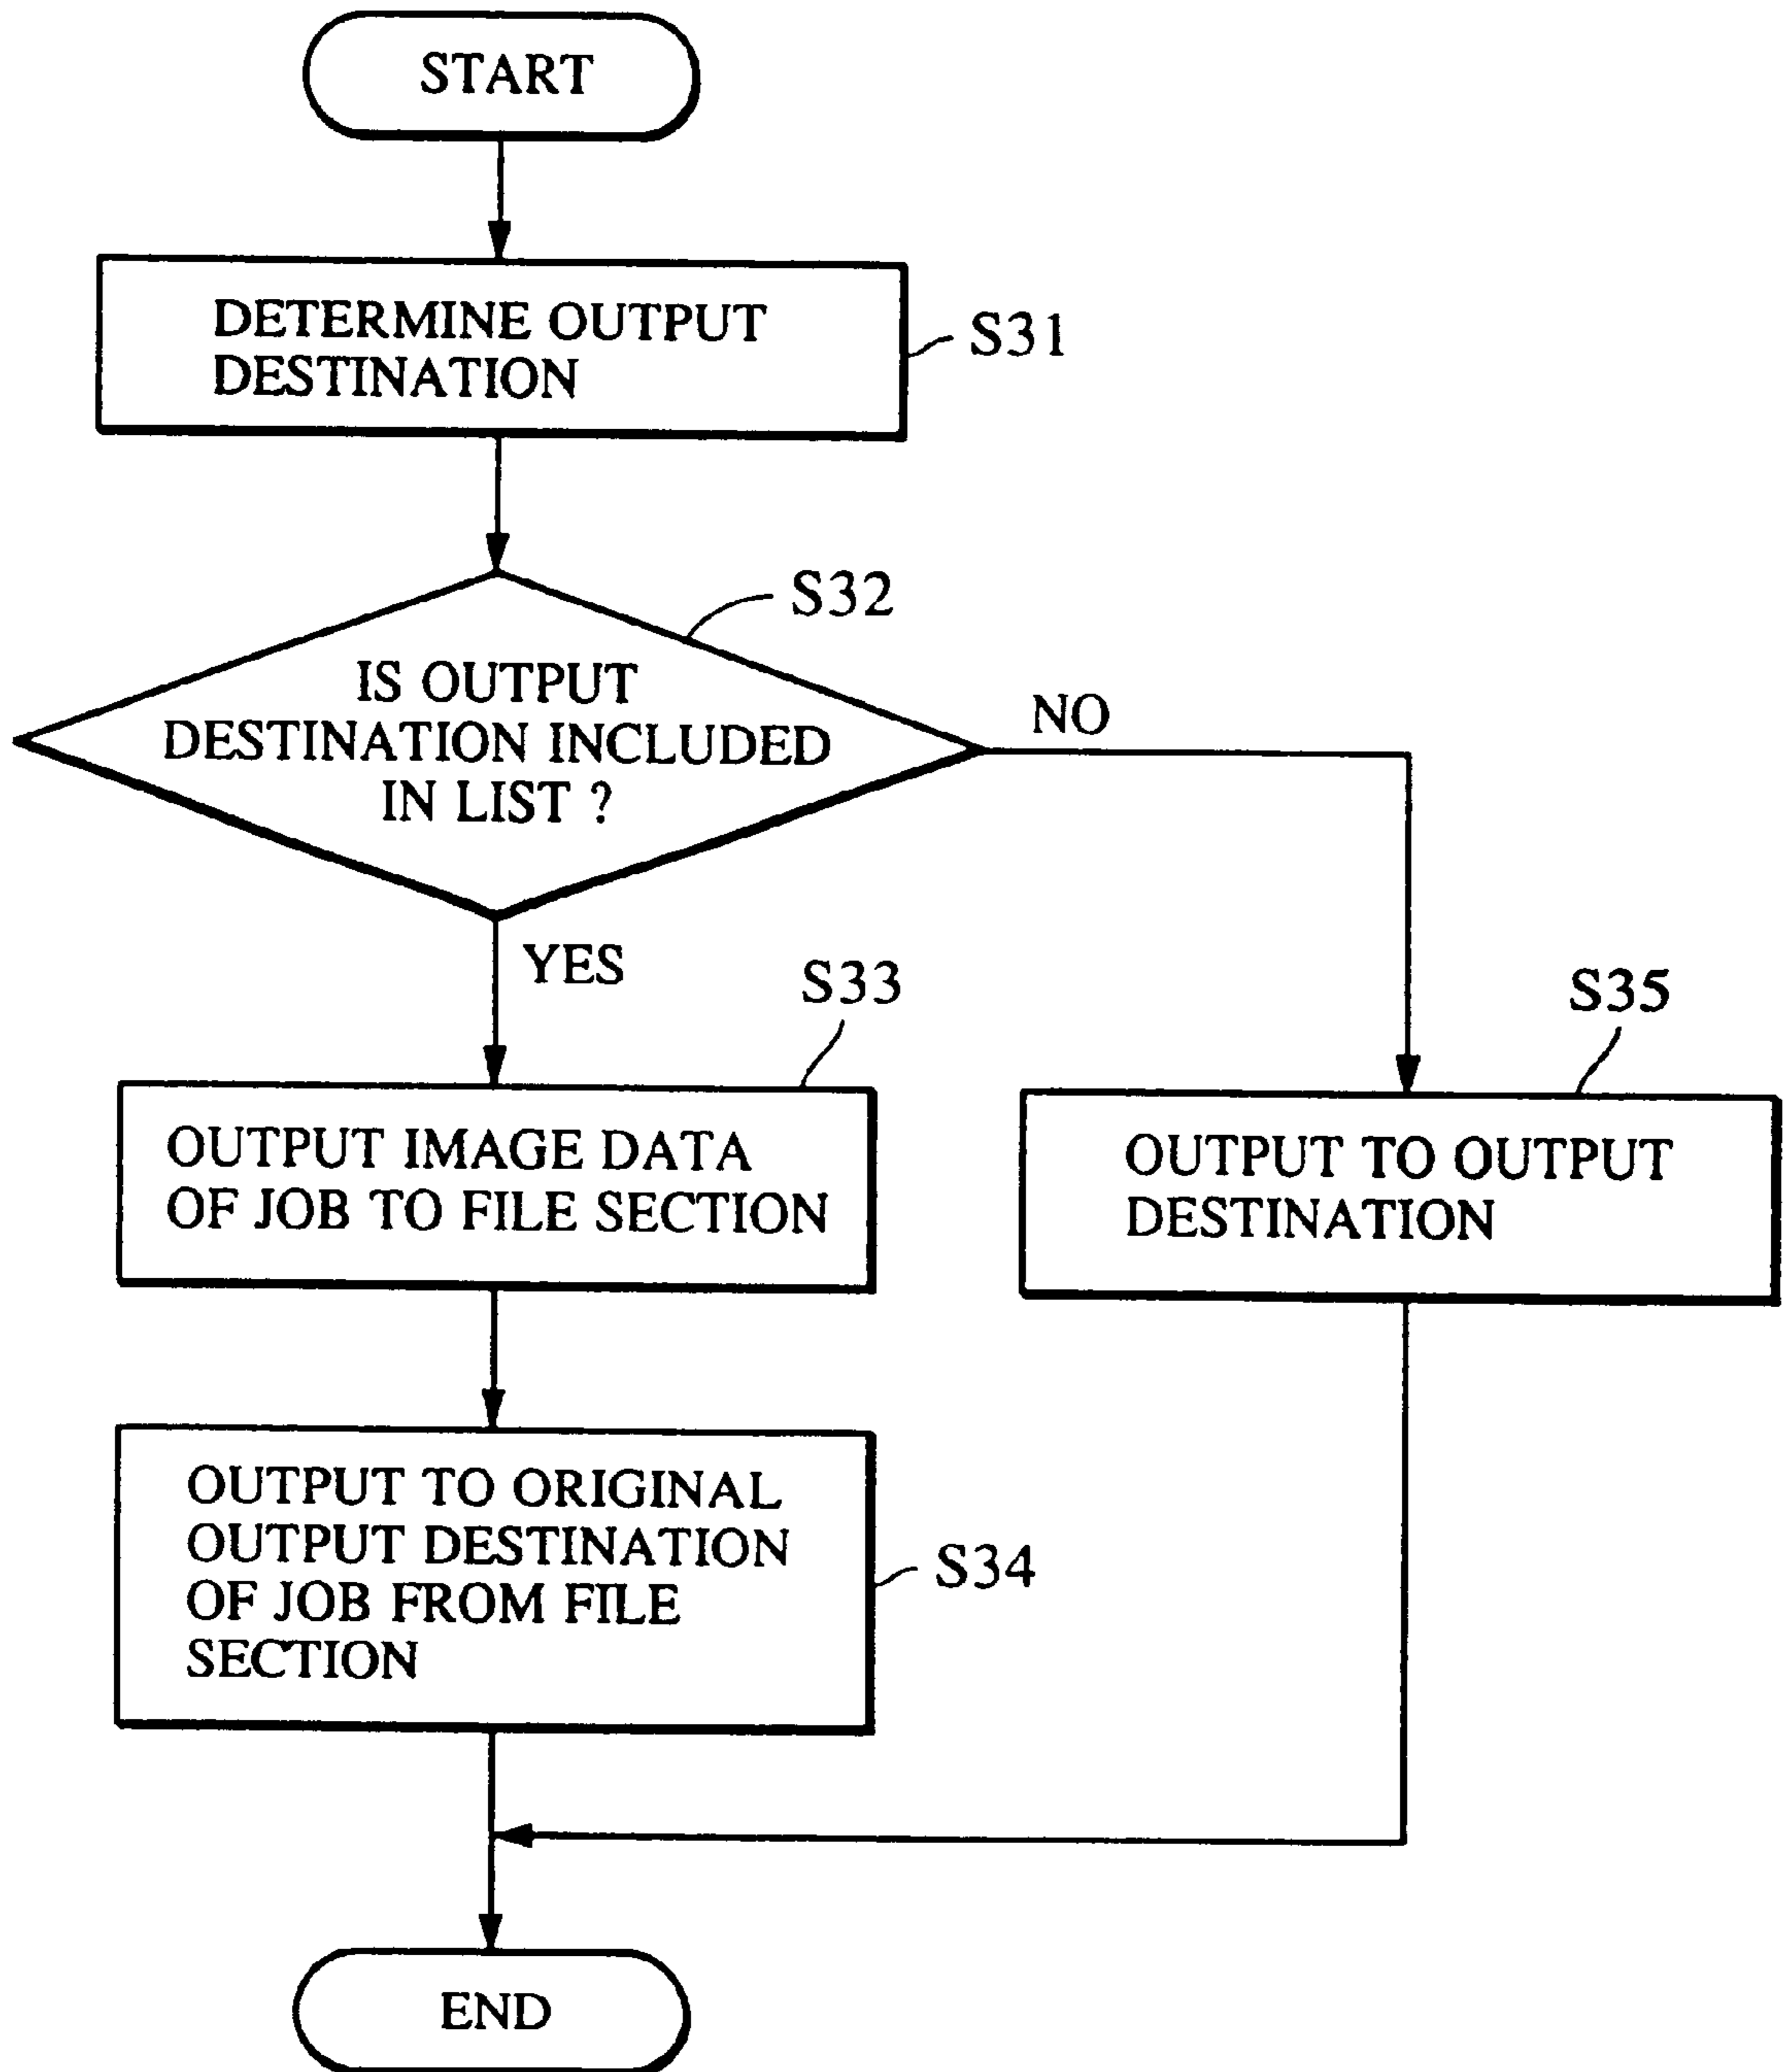 START
DETERMINE OUTPUT
DESTINATION
S31
S32
IS OUTPUT
DESTINATION INCLUDED
IN LIST ?
NO
YES
S33
OUTPUT IMAGE DATA
OF JOB TO FILE SECTION
S35
OUTPUT TO OUTPUT
DESTINATION
OUTPUT TO ORIGINAL
OUTPUT DESTINATION
OF JOB FROM FILE
SECTION
S34
END